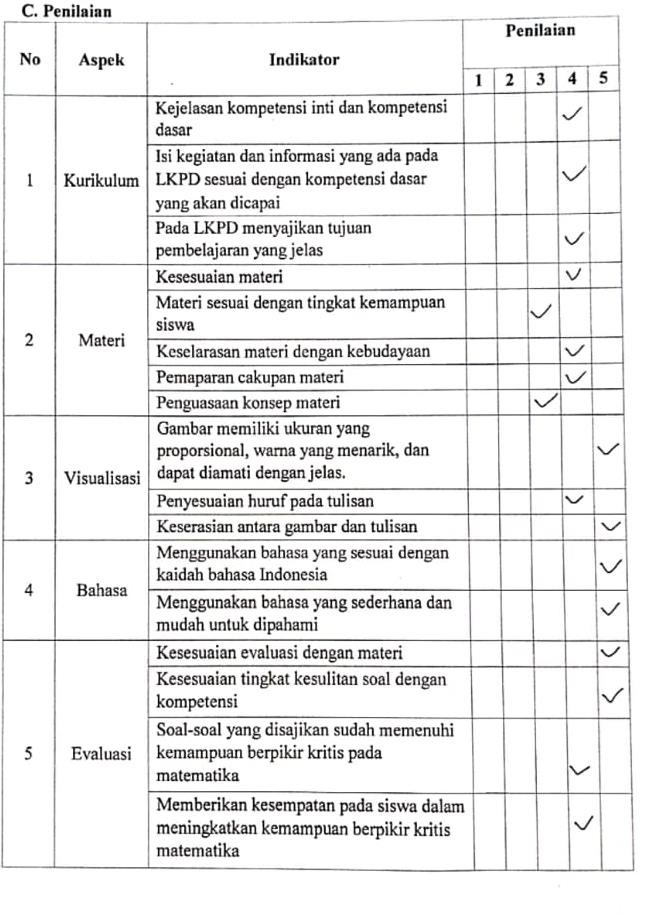 C. Penilaian
No Aspek Indikator Penilaian
1 2 3 4 5
1 Kurikulum
Kejelasan kompetensi inti dan kompetensi
dasar ✓
Isi kegiatan dan informasi yang ada pada
LKPD sesuai dengan kompetensi dasar ✓
yang akan dicapai
Pada LKPD menyajikan tujuan
pembelajaran yang jelas ✓
2 Materi
Kesesuaian materi ✓
Materi sesuai dengan tingkat kemampuan
siswa ✓
Keselarasan materi dengan kebudayaan ✓
Pemaparan cakupan materi ✓
Penguasaan konsep materi ✓
3 Visualisasi
Gambar memiliki ukuran yang
proporsional, warna yang menarik, dan ✓
dapat diamati dengan jelas.
Penyesuaian huruf pada tulisan ✓
Keserasian antara gambar dan tulisan ✓
4 Bahasa
Menggunakan bahasa yang sesuai dengan
kaidah bahasa Indonesia ✓
Menggunakan bahasa yang sederhana dan
mudah untuk dipahami ✓
5 Evaluasi
Kesesuaian evaluasi dengan materi ✓
Kesesuaian tingkat kesulitan soal dengan
kompetensi ✓
Soal-soal yang disajikan sudah memenuhi
kemampuan berpikir kritis pada
matematika ✓
Memberikan kesempatan pada siswa dalam
meningkatkan kemampuan berpikir kritis ✓
matematika